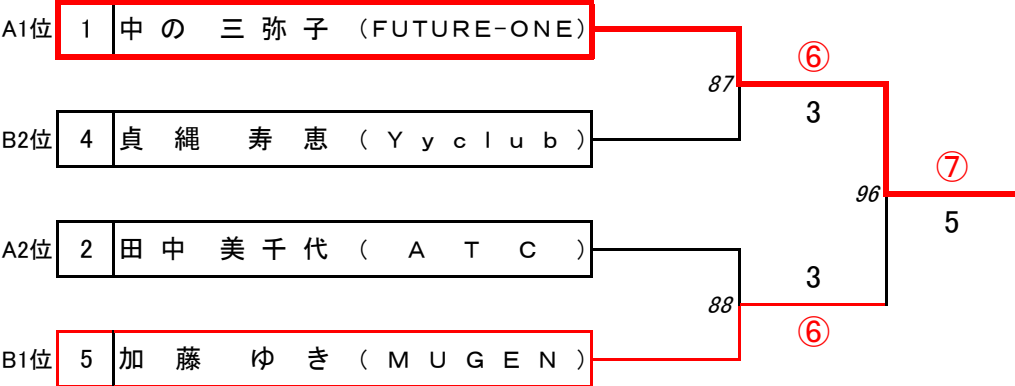 A1位 1 中の 三弥子 (FUTURE-ONE)
⑥
87
3
B2位 4 貞縄 寿恵 (Yyclub)
⑦
96
5
A2位 2 田中 美千代 (ATC)
3
88
⑥
B1位 5 加藤 ゆき (MUGEN)